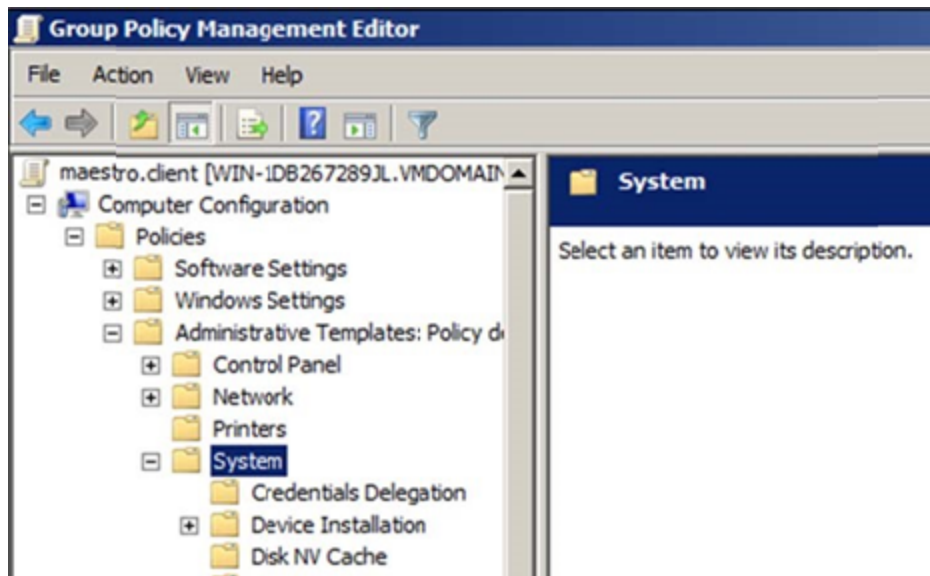 Group Policy Management Editor
File Action View Help
maestro.client [WIN-1DB267289JL.VMDOMAIN
Computer Configuration
Policies
Software Settings
Windows Settings
Administrative Templates: Policy de
Control Panel
Network
Printers
System
Credentials Delegation
Device Installation
Disk NV Cache
System
Select an item to view its description.